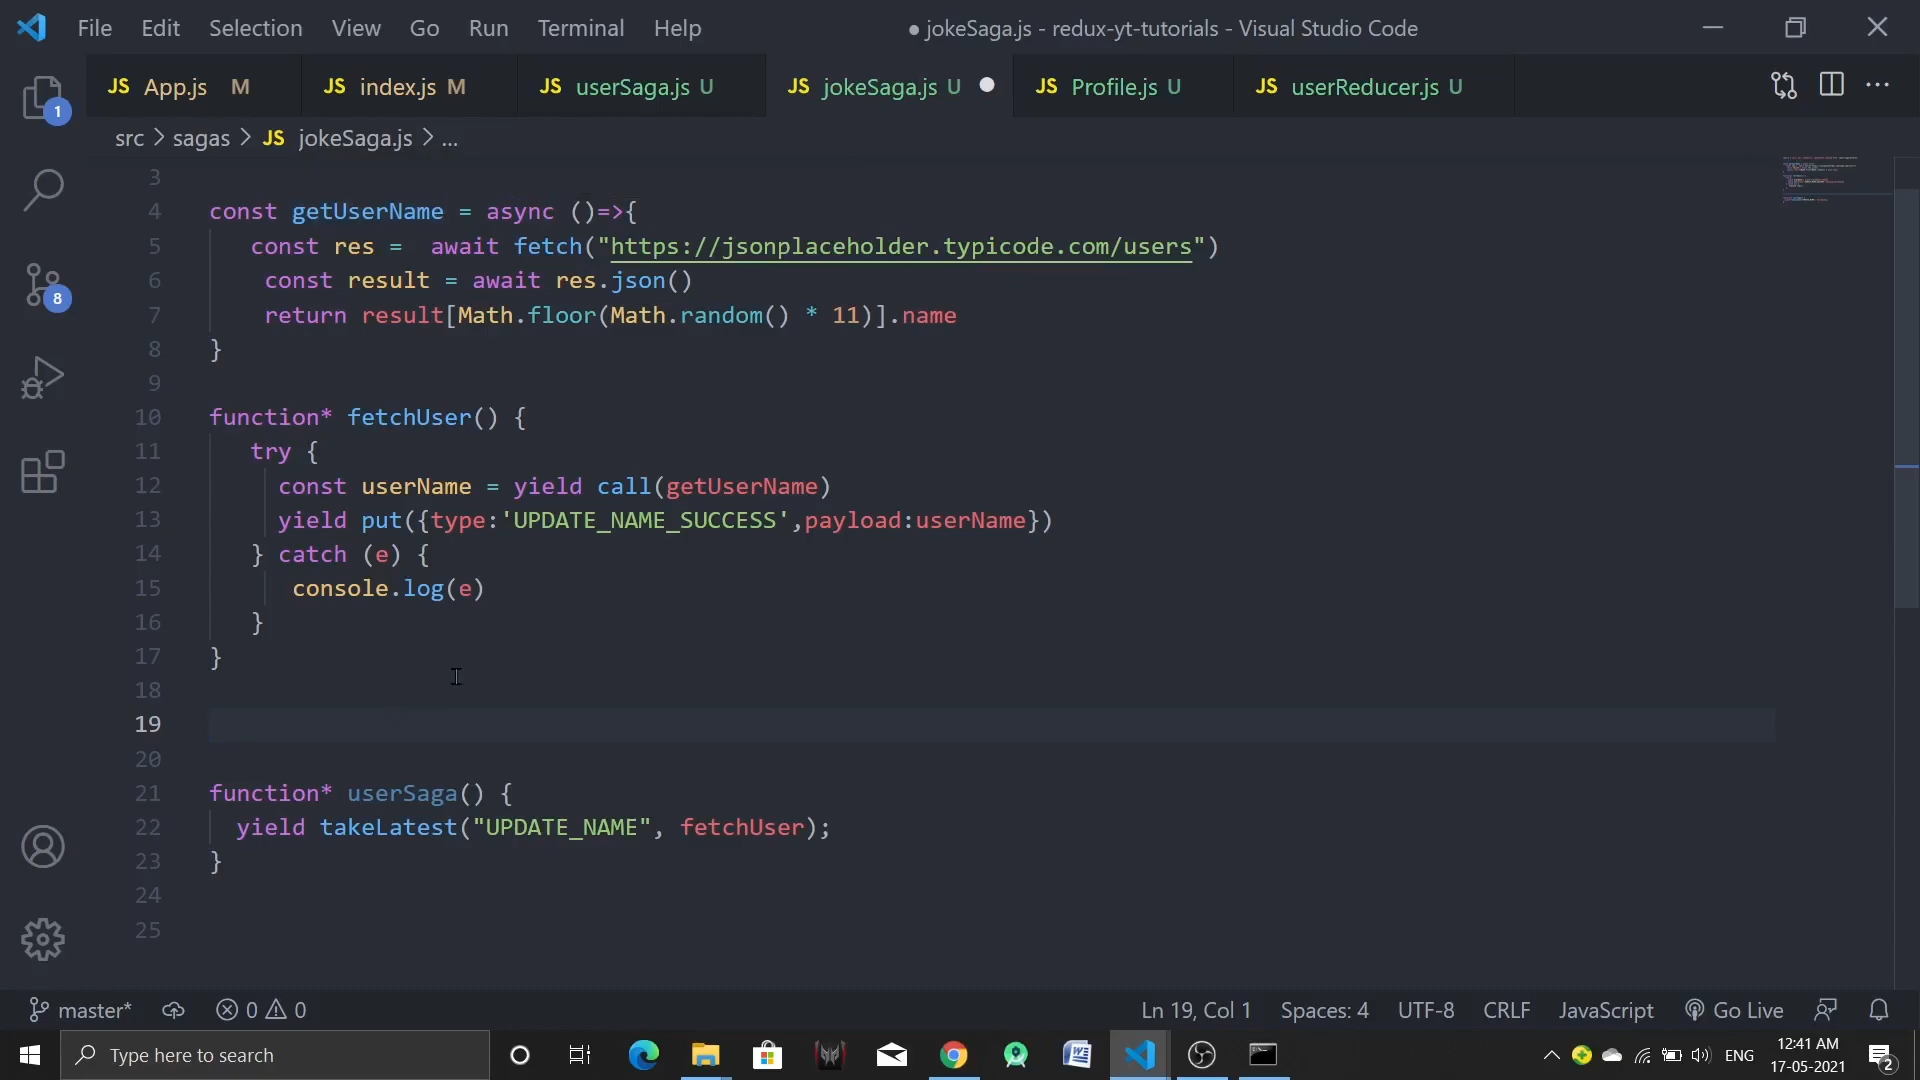 File Edit Selection View Go Run Terminal Help
● jokeSaga.js - redux-yt-tutorials - Visual Studio Code
JS App.js M JS index.js M JS userSaga.js U JS jokeSaga.js U JS Profile.js U JS userReducer.js U
1
src > sagas > JS jokeSaga.js > ...
3
4 const getUserName = async ()=>{
5 const res =  await fetch("https://jsonplaceholder.typicode.com/users")
6 const result = await res.json()
7 return result[Math.floor(Math.random() * 11)].name
8 }
9
10 function* fetchUser() {
11 try {
12 const userName = yield call(getUserName)
13 yield put({type:'UPDATE_NAME_SUCCESS',payload:userName})
14 } catch (e) {
15 console.log(e)
16 }
17 }
18
19
20
21 function* userSaga() {
22 yield takeLatest("UPDATE_NAME", fetchUser);
23 }
24
25
8
master* 0 0 Ln 19, Col 1 Spaces: 4 UTF-8 CRLF JavaScript Go Live
Type here to search
ENG
12:41 AM
17-05-2021
2